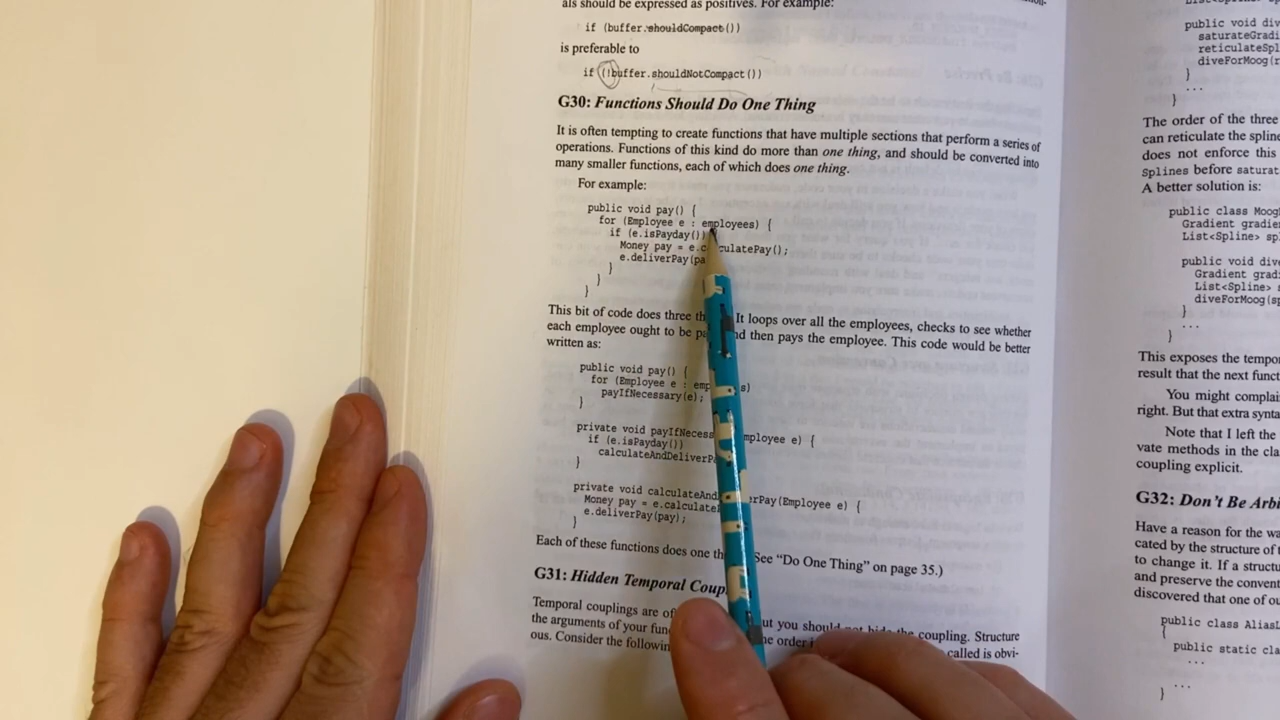 als should be expressed as positives. For example:
if (buffer.shouldCompact())
is preferable to
if (!buffer.shouldNotCompact())
G30: Functions Should Do One Thing
It is often tempting to create functions that have multiple sections that perform a series of
operations. Functions of this kind do more than one thing, and should be converted into
many smaller functions, each of which does one thing.
For example:
public void pay() {
for (Employee e : employees) {
if (e.isPayday())
Money pay = e.calculatePay();
e.deliverPay(pa
}
}
}
This bit of code does three th It loops over all the employees, checks to see whether
each employee ought to be pa nd then pays the employee. This code would be better
written as:
public void pay() {
for (Employee e : emp s)
payIfNecessary(e);
}
private void payIfNecess mployee e) {
if (e.isPayday())
calculateAndDeliverPa
}
private void calculateAnd erPay(Employee e) {
Money pay = e.calculate
e.deliverPay(pay);
}
Each of these functions does one th See "Do One Thing" on page 35.)
G31: Hidden Temporal Coup
Temporal couplings are of ut you should not hide the coupling. Structure
the arguments of your func he order i called is obvi-
ous. Consider the followin
public void div
saturateGradi
reticulateSpl
diveForMoog(r
}
...
}
The order of the three
can reticulate the spline
does not enforce this
Splines before saturat
A better solution is:
public class Moog
Gradient gradie
List<Spline> sp
public void dive
Gradient grad
List<Spline> s
diveForMoog(sp
}
...
}
This exposes the tempo
result that the next funct
You might complai
right. But that extra synta
Note that I left the
vate methods in the cla
coupling explicit.
G32: Don't Be Arbi
Have a reason for the wa
cated by the structure of t
to change it. If a structu
and preserve the convent
discovered that one of ou
public class AliasL
{
public static cla
...
...
}